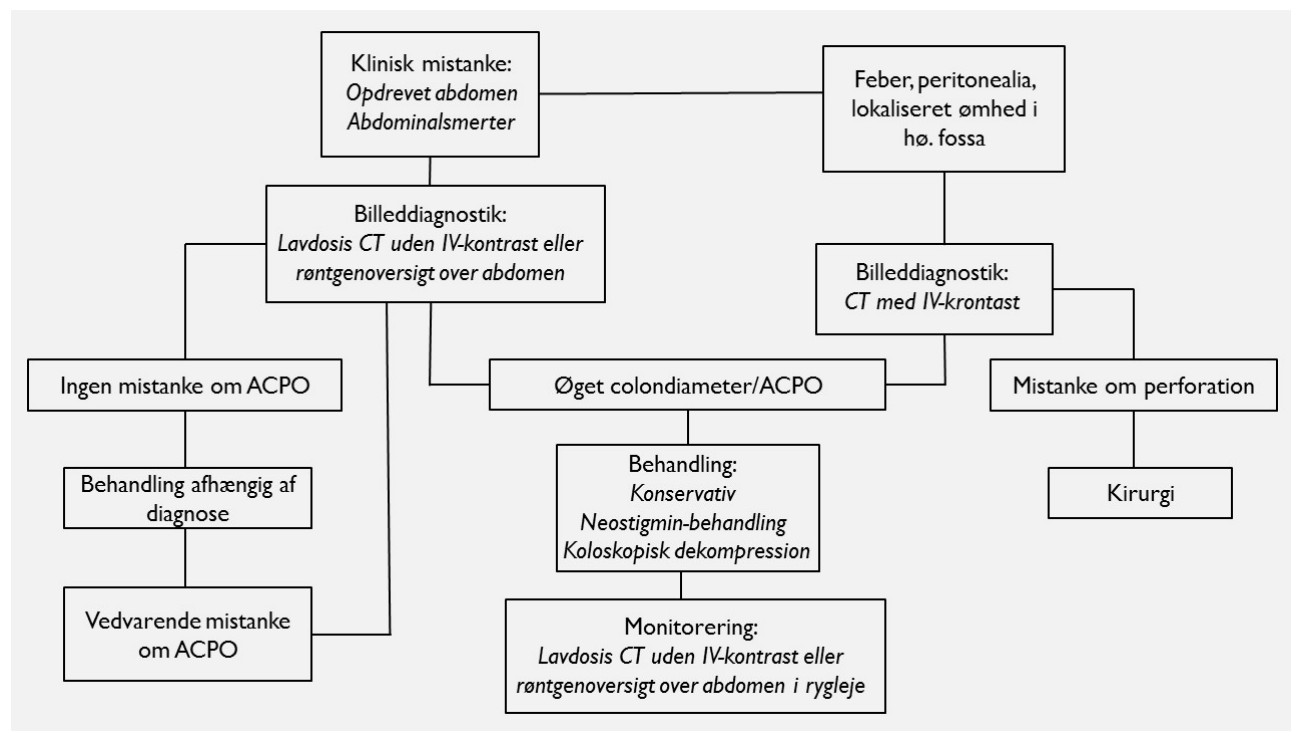 Klinisk mistanke:
Opdrevet abdomen
Abdominalsmerter
Feber, peritonealia,
lokaliseret ømhed i
hø. fossa
Billeddiagnostik:
Lavdosis CT uden IV-kontrast eller
røntgenoversigt over abdomen
Billeddiagnostik:
CT med IV-krontast
Ingen mistanke om ACPO
Øget colondiameter/ACPO
Mistanke om perforation
Behandling afhængig af
diagnose
Behandling:
Konservativ
Neostigmin-behandling
Koloskopisk dekompression
Kirurgi
Vedvarende mistanke
om ACPO
Monitorering:
Lavdosis CT uden IV-kontrast eller
røntgenoversigt over abdomen i rygleje